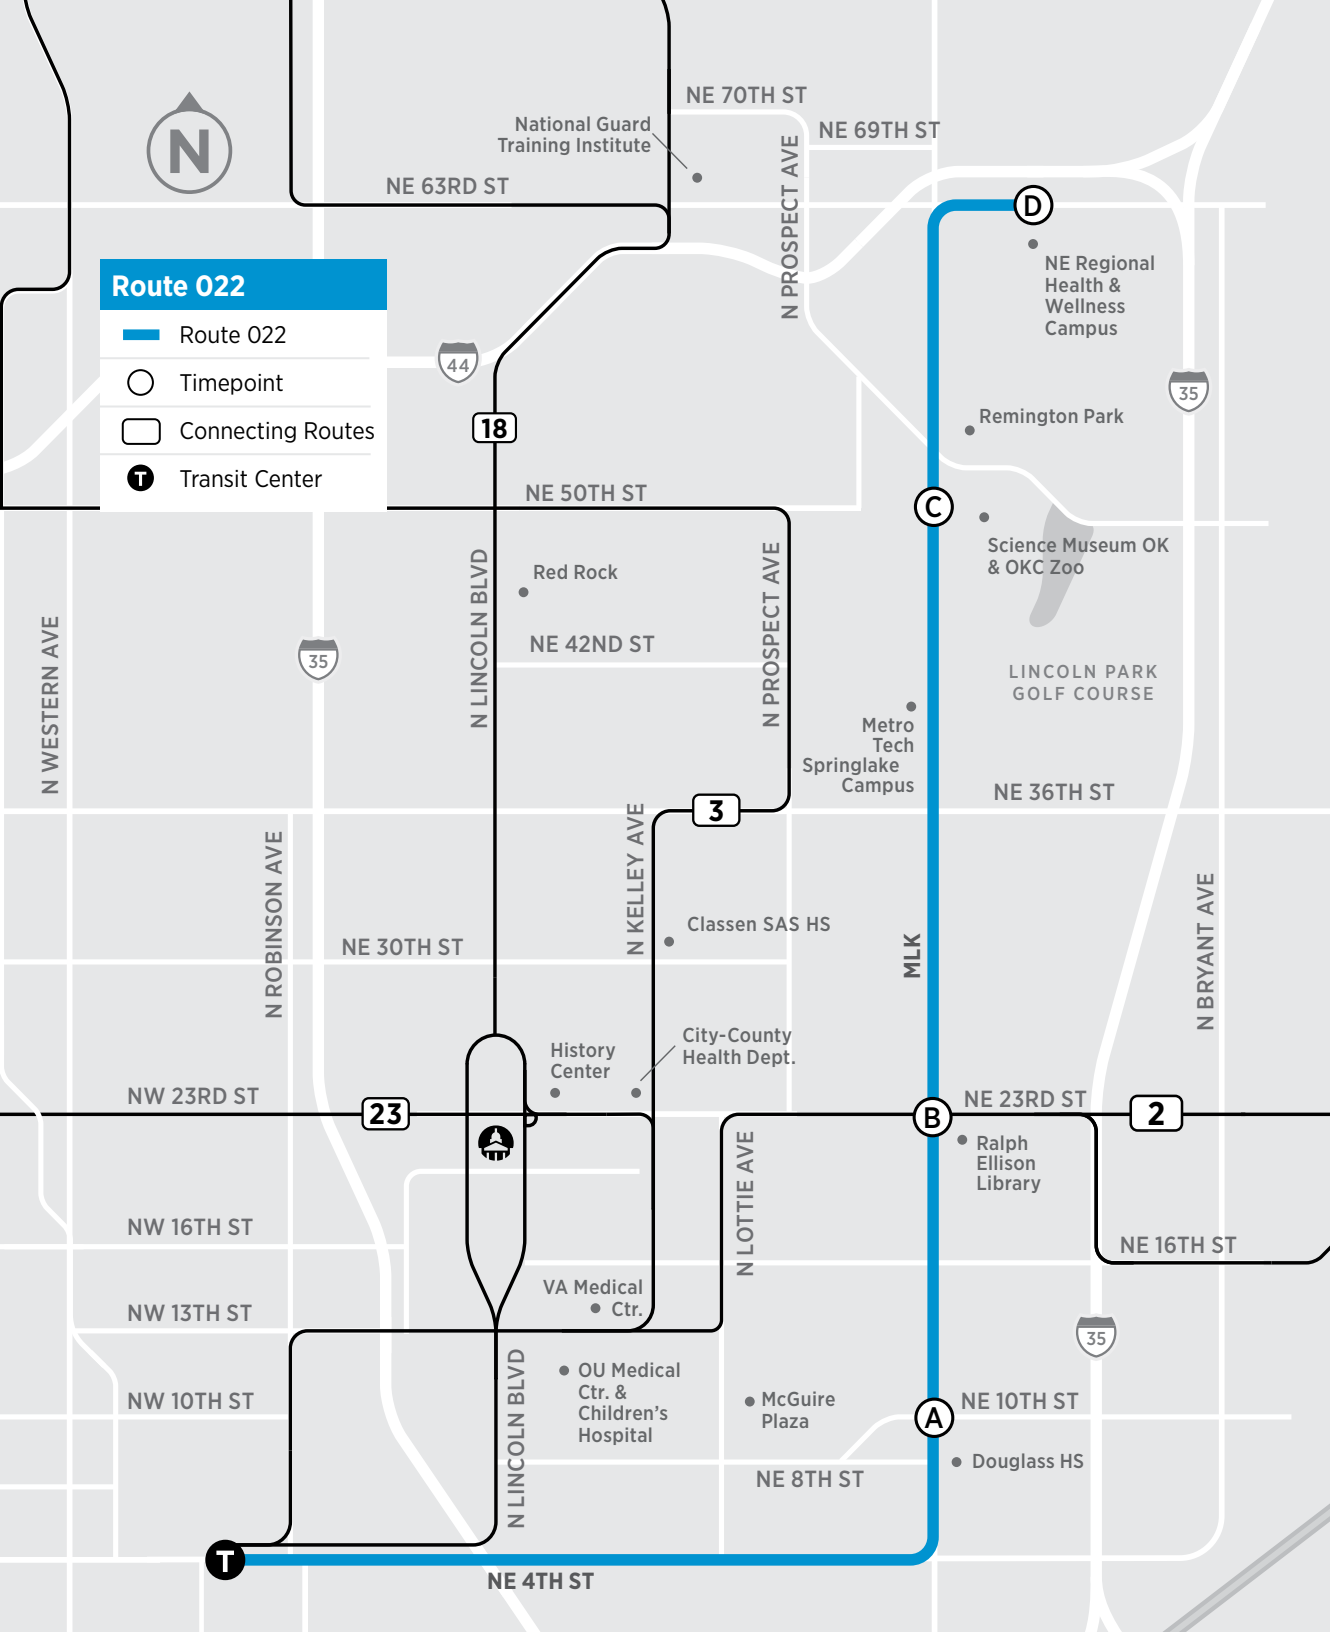 NE 70TH ST
National Guard
Training Institute
NE 69TH ST
N
NE 63RD ST
N PROSPECT AVE
D
NE Regional
Health &
Wellness
Campus
Route 022
Route 022
Timepoint
Connecting Routes
T Transit Center
44
35
18
Remington Park
NE 50TH ST
C
Science Museum OK
& OKC Zoo
Red Rock
N LINCOLN BLVD
N PROSPECT AVE
NE 42ND ST
N WESTERN AVE
35
LINCOLN PARK
GOLF COURSE
Metro
Tech
Springlake
Campus
NE 36TH ST
3
N ROBINSON AVE
N KELLEY AVE
Classen SAS HS
NE 30TH ST
MLK
N BRYANT AVE
History
Center
City-County
Health Dept.
NW 23RD ST
23
B
NE 23RD ST
2
Ralph
Ellison
Library
N LOTTIE AVE
NW 16TH ST
NE 16TH ST
VA Medical
Ctr.
NW 13TH ST
35
N LINCOLN BLVD
OU Medical
Ctr. &
Children's
Hospital
NW 10TH ST
McGuire
Plaza
A
NE 10TH ST
Douglass HS
NE 8TH ST
T
NE 4TH ST